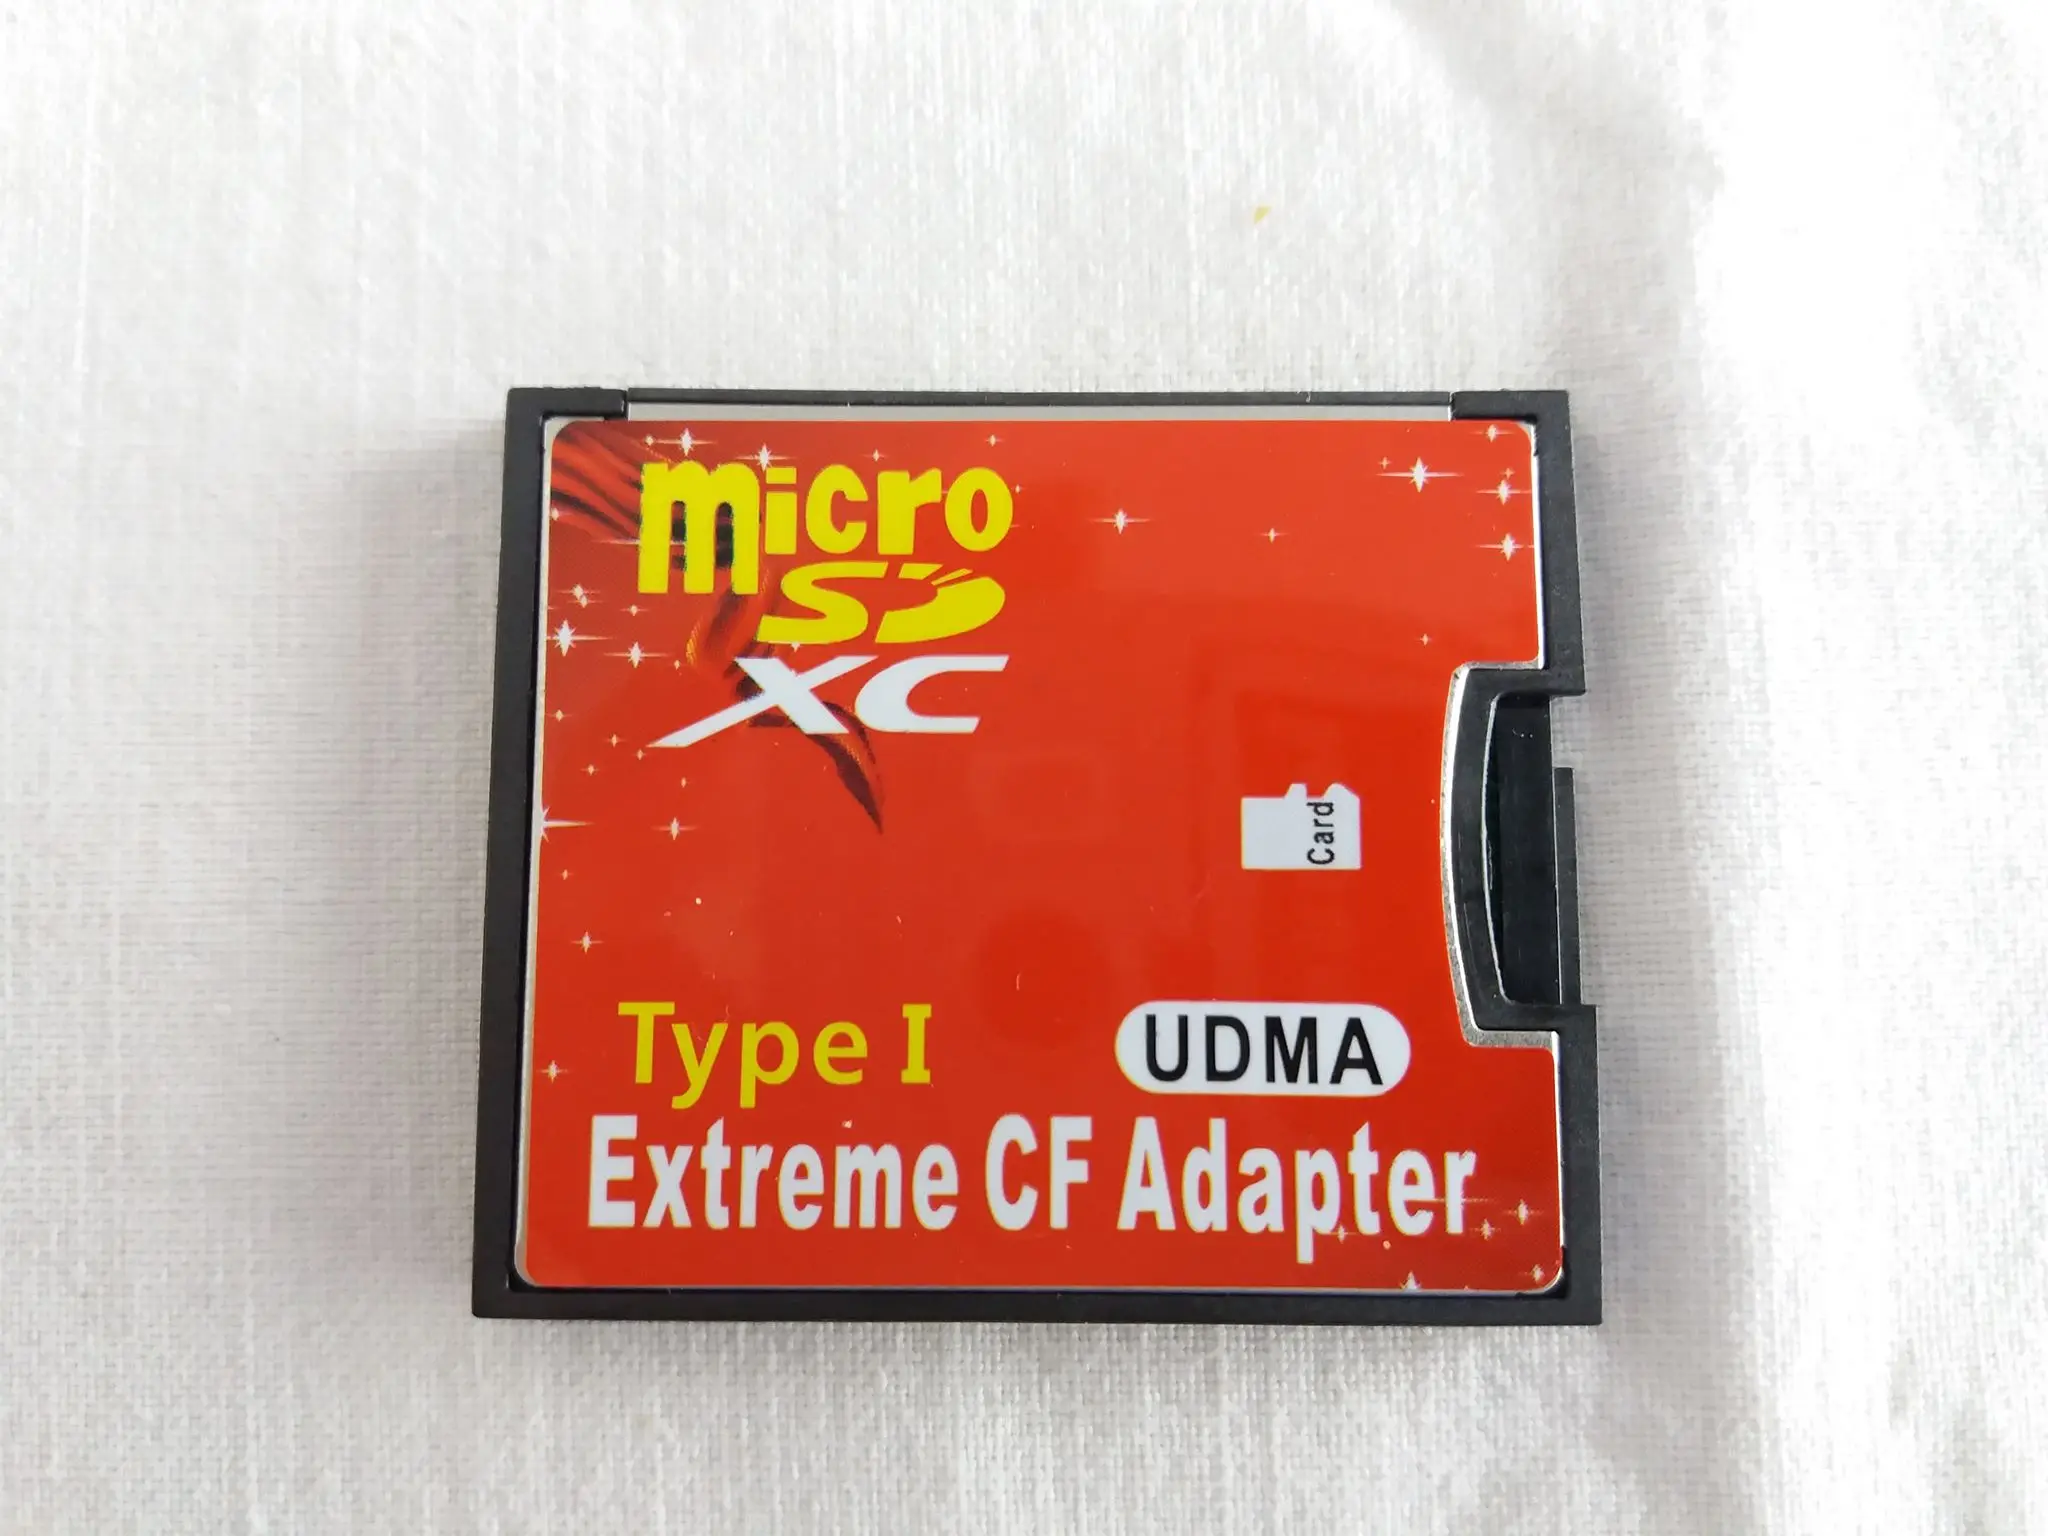 micro
SD
XC
Card
Type I
UDMA
Extreme CF Adapter